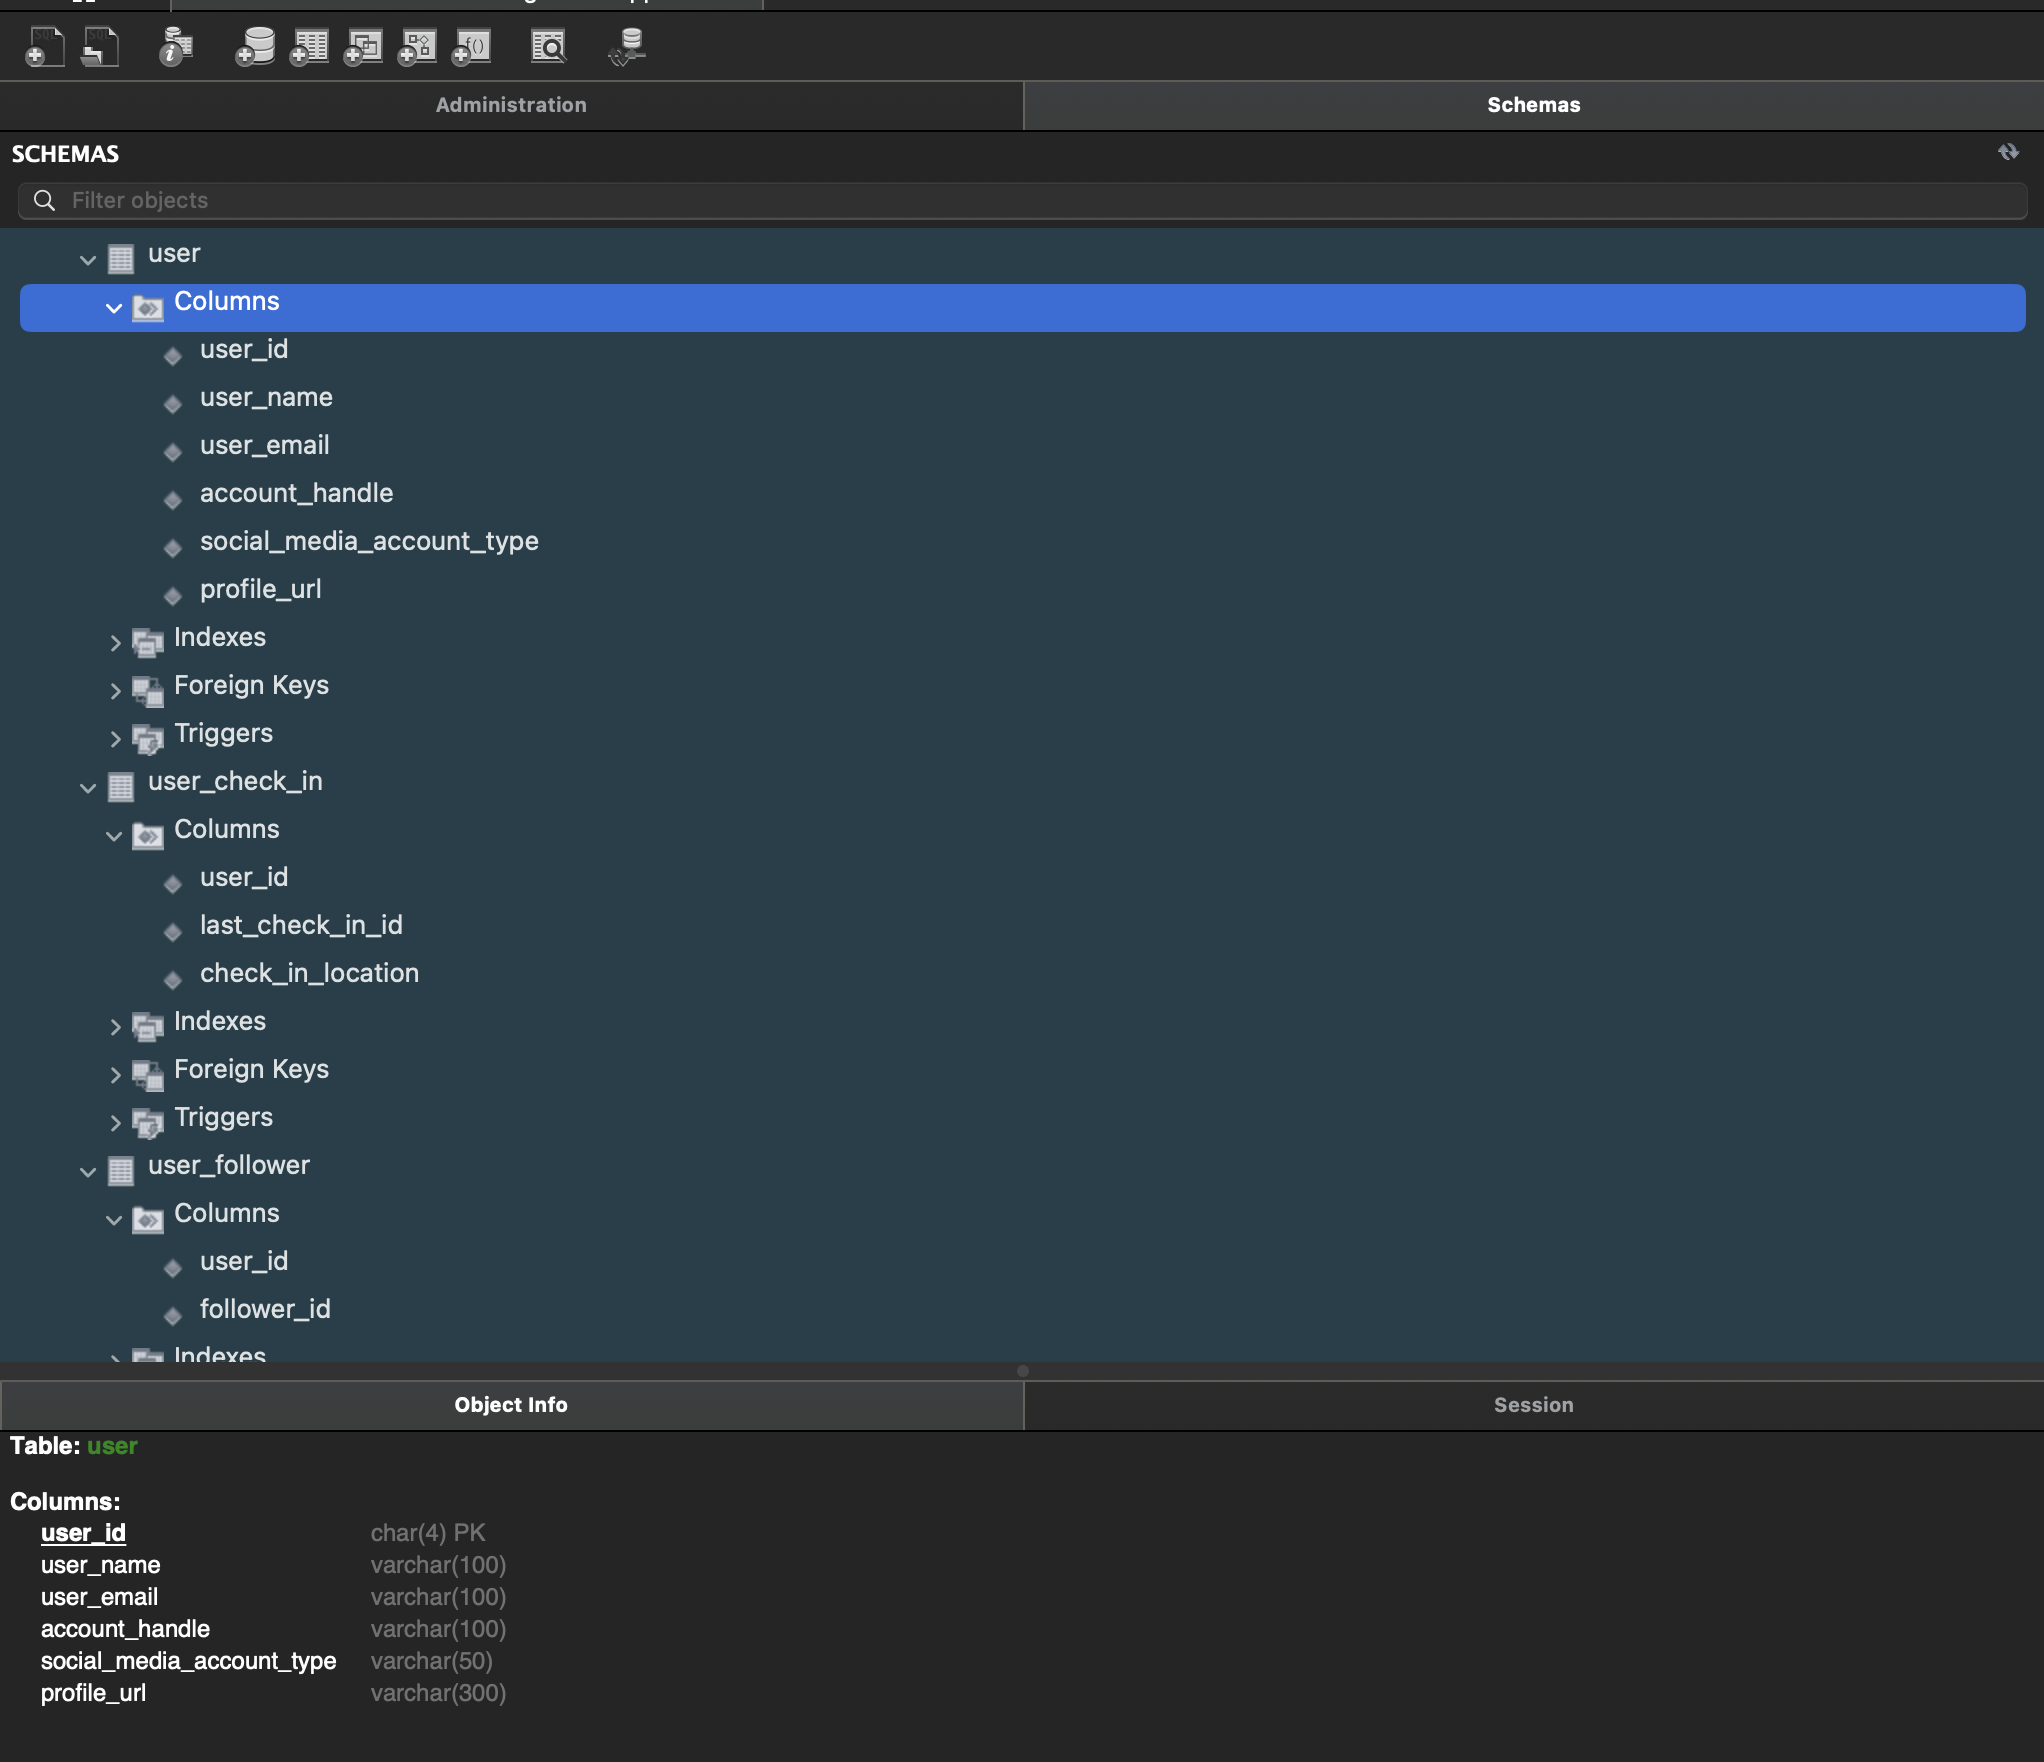 Administration
Schemas
SCHEMAS
Filter objects
user
Columns
user_id
user_name
user_email
account_handle
social_media_account_type
profile_url
Indexes
Foreign Keys
Triggers
user_check_in
Columns
user_id
last_check_in_id
check_in_location
Indexes
Foreign Keys
Triggers
user_follower
Columns
user_id
follower_id
Indexes
Object Info
Session
Table: user
Columns:
user_id char(4) PK
user_name varchar(100)
user_email varchar(100)
account_handle varchar(100)
social_media_account_type varchar(50)
profile_url varchar(300)